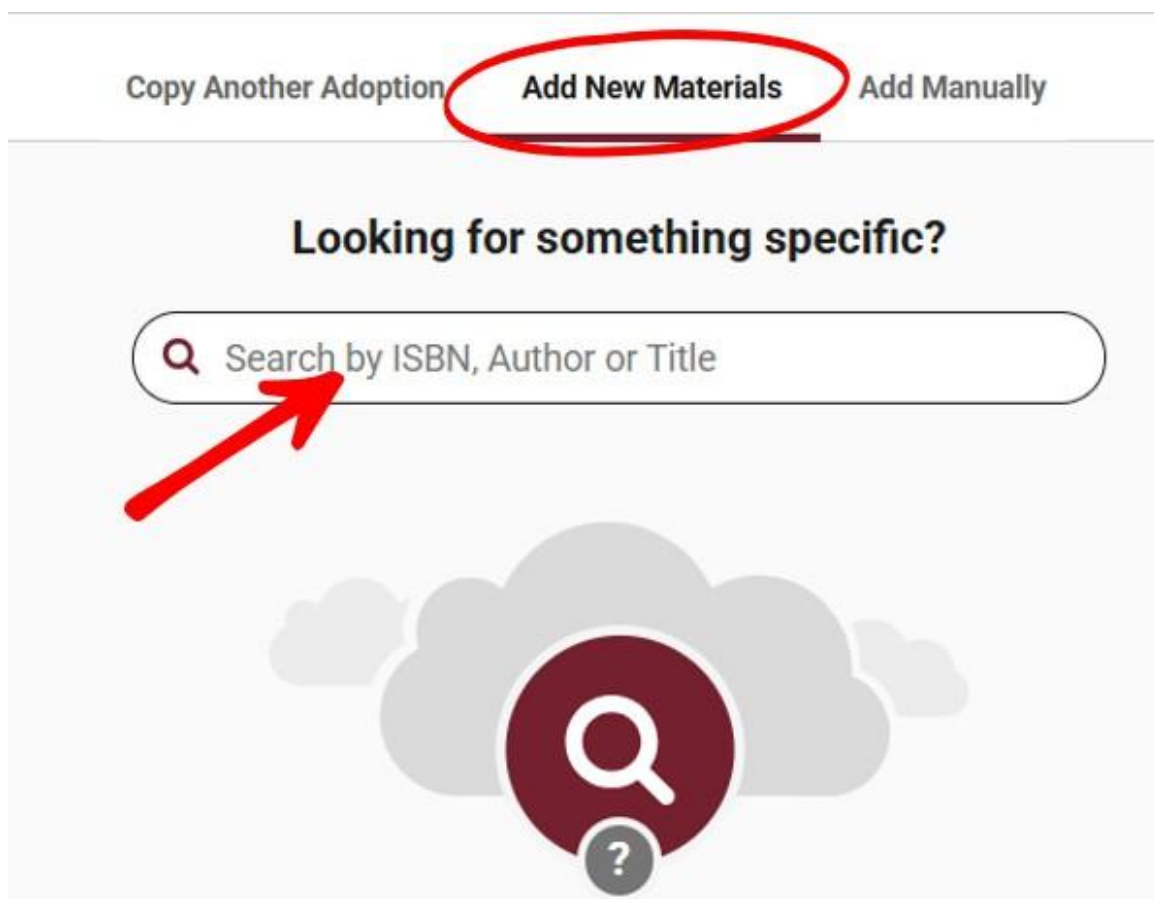 Copy Another Adoption Add New Materials Add Manually
Looking for something specific?
Search by ISBN, Author or Title
?